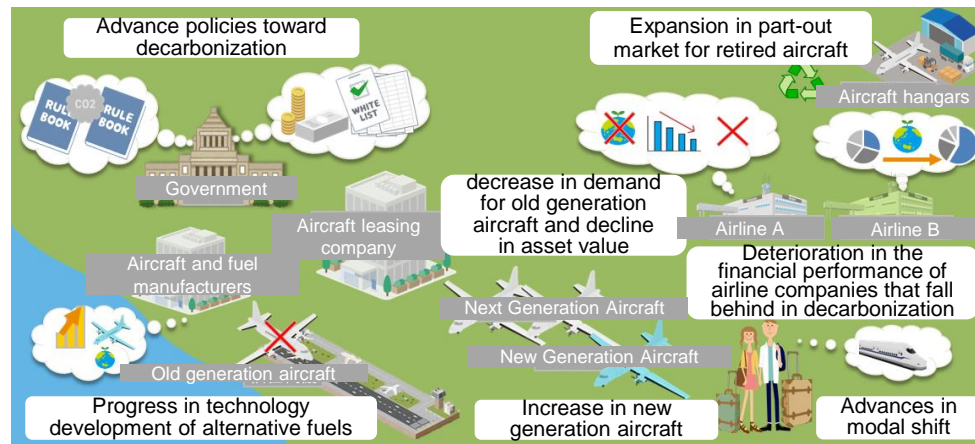 Advance policies toward
decarbonization
Expansion in part-out
market for retired aircraft
CO2
RULE
BOOK
RULE
BOOK
WHITE
LIST
Aircraft hangars
Government
decrease in demand
for old generation
aircraft and decline
in asset value
Aircraft leasing
company
Airline A
Airline B
Aircraft and fuel
manufacturers
Deterioration in the
financial performance of
airline companies that fall
behind in decarbonization
Next Generation Aircraft
New Generation Aircraft
Old generation aircraft
Progress in technology
development of alternative fuels
Increase in new
generation aircraft
Advances in
modal shift